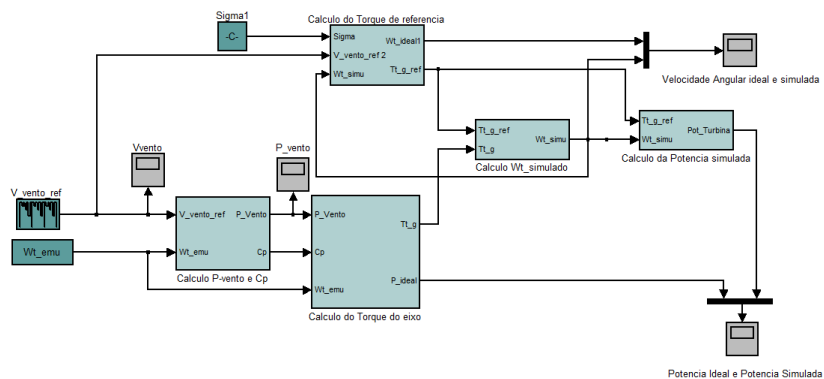 Sigma1
-C-
Calculo do Torque de referencia
Sigma
V_vento_ref 2
Wt_simu
Wt_ideal1
Tt_g_ref
Velocidade Angular ideal e simulada
Tt_g_ref
Tt_g
Wt_simu
Calculo Wt_simulado
Tt_g_ref
Wt_simu
Pot_Turbina
Calculo da Potencia simulada
Vvento
P_vento
V_vento_ref
Wt_emu
V_vento_ref
Wt_emu
P_Vento
Cp
Calculo P-vento e Cp
P_Vento
Cp
Wt_emu
Tt_g
P_ideal
Calculo do Torque do eixo
Potencia Ideal e Potencia Simulada